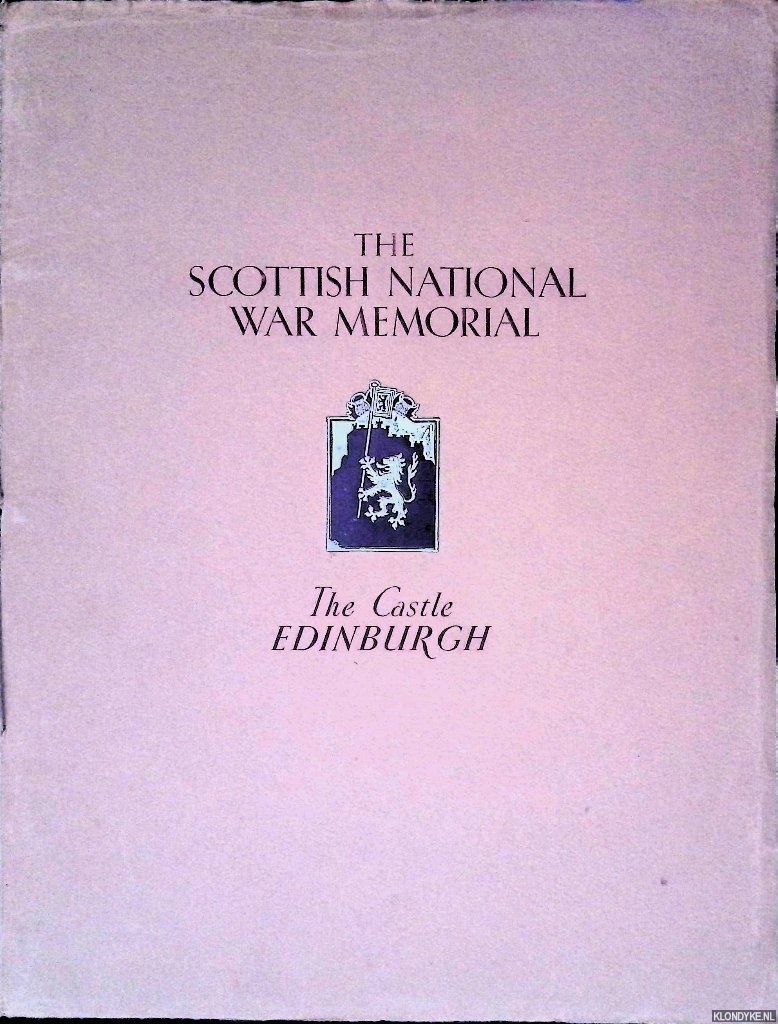 THE
SCOTTISH NATIONAL
WAR MEMORIAL
The Castle
EDINBURGH
KLONDYKE.NL